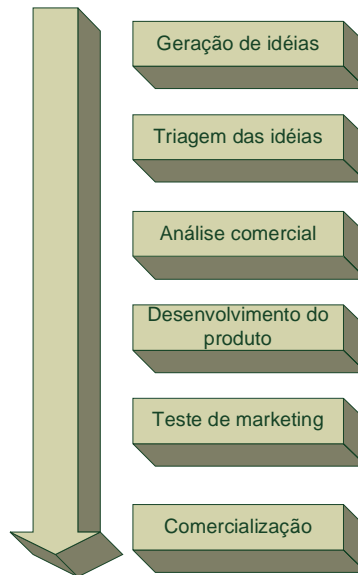 Geração de idéias
Triagem das idéias
Análise comercial
Desenvolvimento do
produto
Teste de marketing
Comercialização